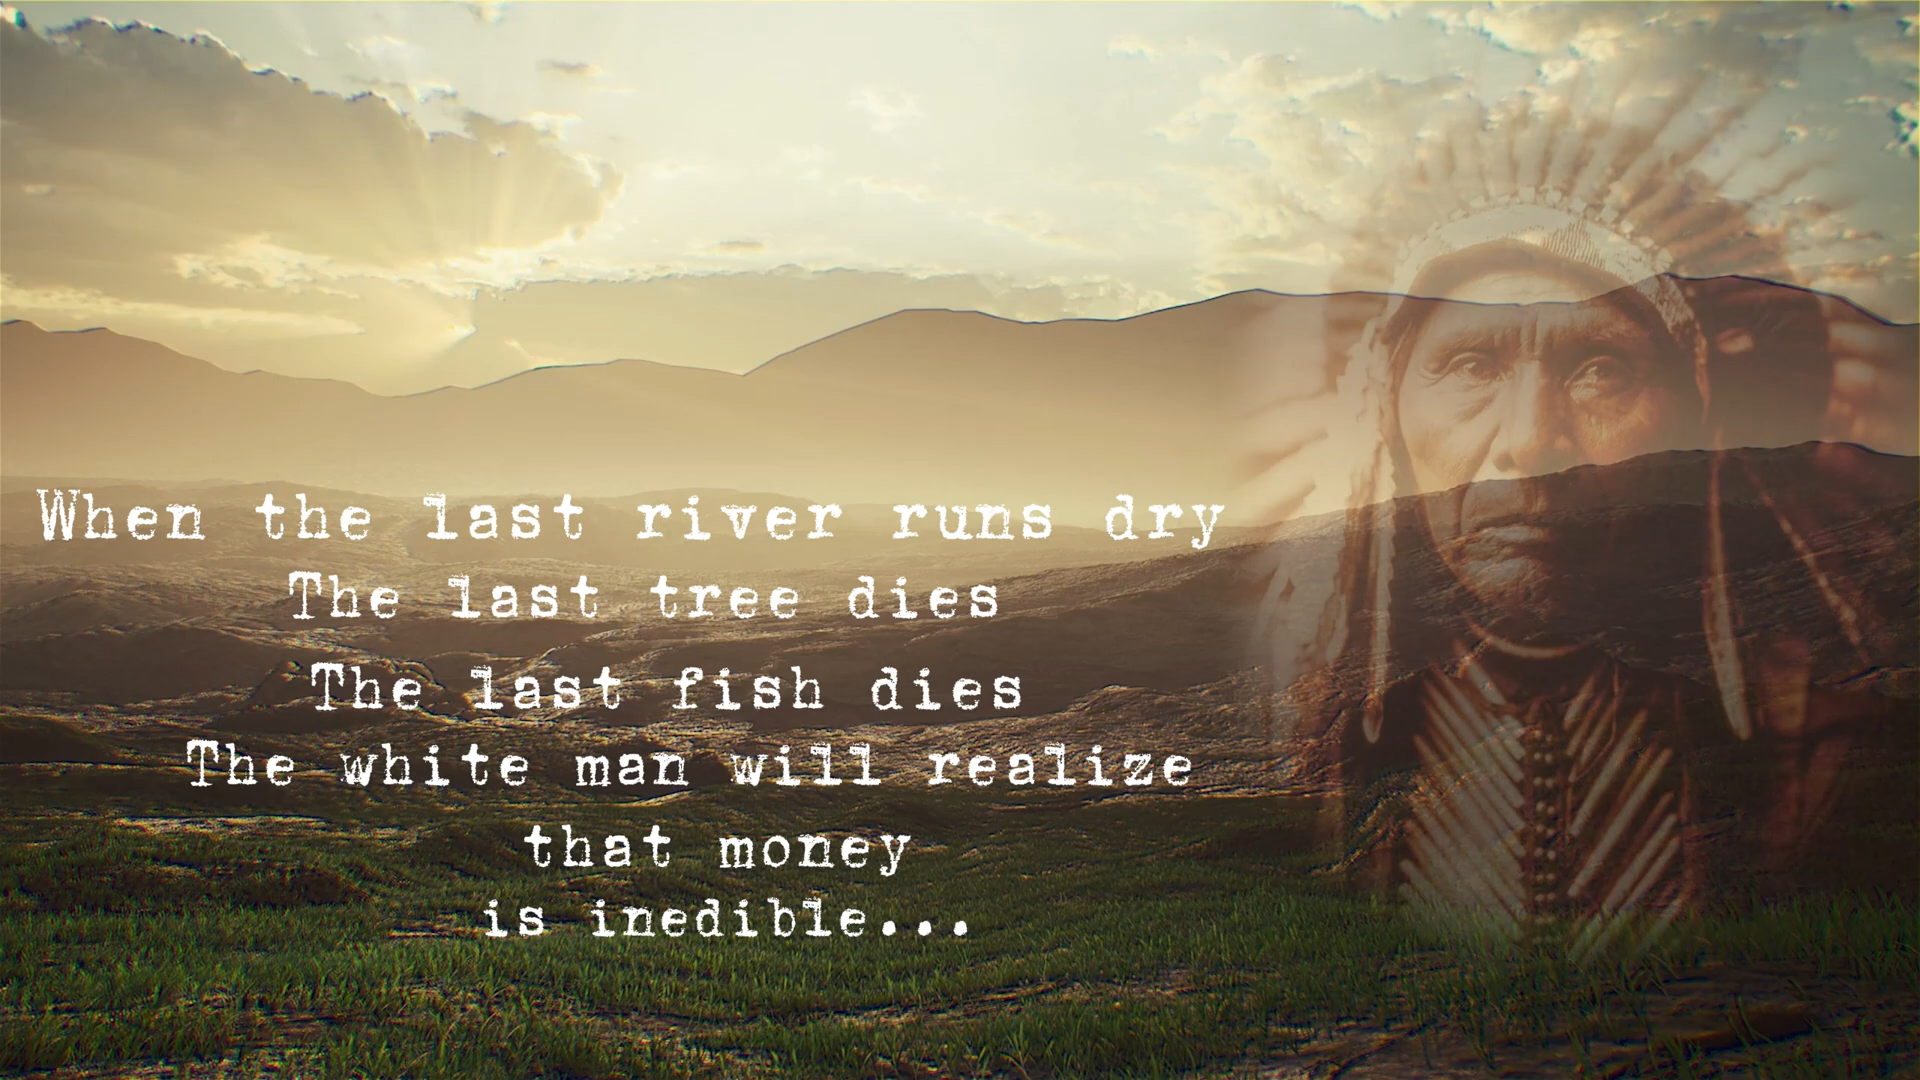 When the last river runs dry
The last tree dies
The last fish dies
The white man will realize
that money
is inedible...